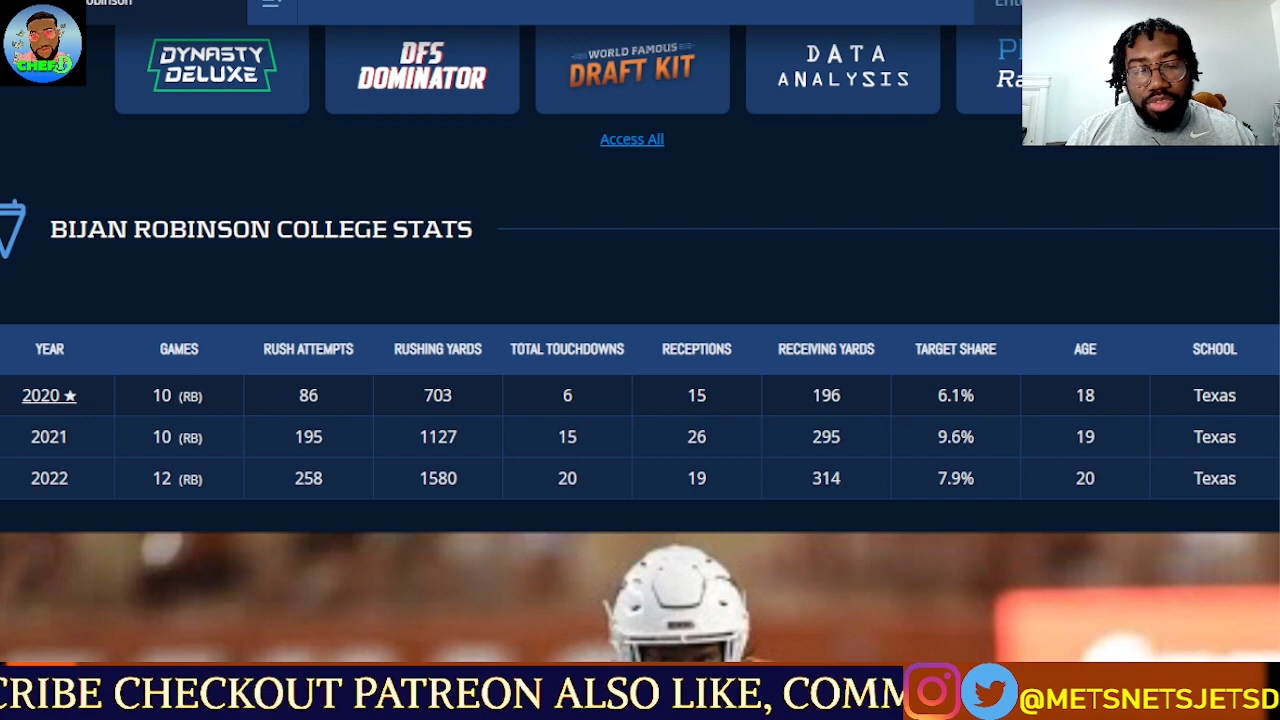 obinson
CHEF
DYNASTY
DELUXE
DFS
DOMINATOR
WORLD FAMOUS
DRAFT KIT
DATA
ANALYSIS
Access All
BIJAN ROBINSON COLLEGE STATS
YEAR GAMES RUSH ATTEMPTS RUSHING YARDS TOTAL TOUCHDOWNS RECEPTIONS RECEIVING YARDS TARGET SHARE AGE SCHOOL
2020 ★ 10 (RB) 86 703 6 15 196 6.1% 18 Texas
2021 10 (RB) 195 1127 15 26 295 9.6% 19 Texas
2022 12 (RB) 258 1580 20 19 314 7.9% 20 Texas
CRIBE CHECKOUT PATREON ALSO LIKE, COMM
@METSNETSJETSD